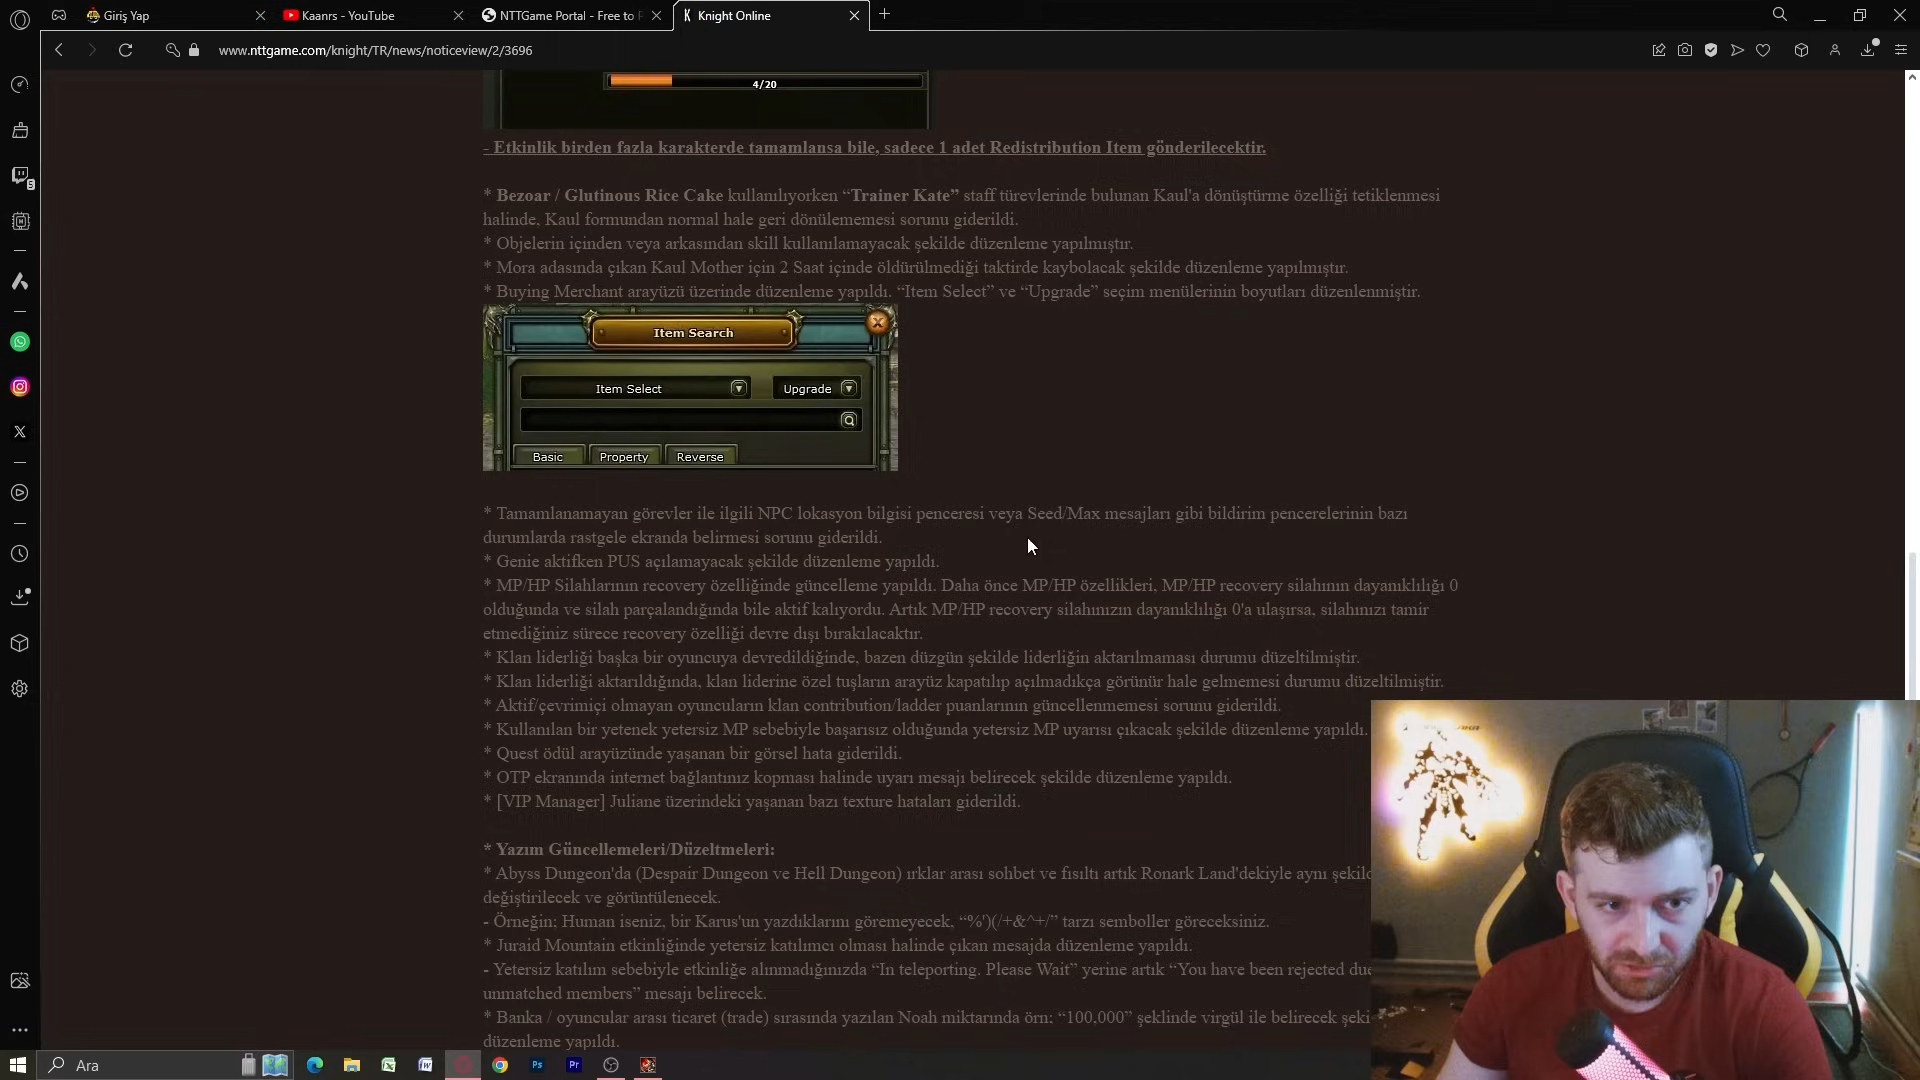 Giriş Yap
Kaanrs - YouTube
NTTGame Portal - Free to P
Knight Online
www.nttgame.com/knight/TR/news/noticeview/2/3696
4/20
- Etkinlik birden fazla karakterde tamamlansa bile, sadece 1 adet Redistribution Item gönderilecektir.
* Bezoar / Glutinous Rice Cake kullanılıyorken “Trainer Kate” staff türevlerinde bulunan Kaul'a dönüştürme özelliği tetiklenmesi
halinde, Kaul formundan normal hale geri dönülememesi sorunu giderildi.
* Objelerin içinden veya arkasından skill kullanılamayacak şekilde düzenleme yapılmıştır.
* Mora adasında çıkan Kaul Mother için 2 Saat içinde öldürülmediği taktirde kaybolacak şekilde düzenleme yapılmıştır.
* Buying Merchant arayüzü üzerinde düzenleme yapıldı. “Item Select” ve “Upgrade” seçim menülerinin boyutları düzenlenmiştir.
Item Search
Item Select Upgrade
Basic Property Reverse
* Tamamlanamayan görevler ile ilgili NPC lokasyon bilgisi penceresi veya Seed/Max mesajları gibi bildirim pencerelerinin bazı
durumlarda rastgele ekranda belirmesi sorunu giderildi.
* Genie aktifken PUS açılamayacak şekilde düzenleme yapıldı.
* MP/HP Silahlarının recovery özelliğinde güncelleme yapıldı. Daha önce MP/HP özellikleri, MP/HP recovery silahının dayanıklılığı 0
olduğunda ve silah parçalandığında bile aktif kalıyordu. Artık MP/HP recovery silahınızın dayanıklılığı 0'a ulaşırsa, silahınızı tamir
etmediğiniz sürece recovery özelliği devre dışı bırakılacaktır.
* Klan liderliği başka bir oyuncuya devredildiğinde, bazen düzgün şekilde liderliğin aktarılmaması durumu düzeltilmiştir.
* Klan liderliği aktarıldığında, klan liderine özel tuşların arayüz kapatılıp açılmadıkça görünür hale gelmemesi durumu düzeltilmiştir.
* Aktif/çevrimiçi olmayan oyuncuların klan contribution/ladder puanlarının güncellenmemesi sorunu giderildi.
* Kullanılan bir yetenek yetersiz MP sebebiyle başarısız olduğunda yetersiz MP uyarısı çıkacak şekilde düzenleme yapıldı.
* Quest ödül arayüzünde yaşanan bir görsel hata giderildi.
* OTP ekranında internet bağlantınız kopması halinde uyarı mesajı belirecek şekilde düzenleme yapıldı.
* [VIP Manager] Juliane üzerindeki yaşanan bazı texture hataları giderildi.
* Yazım Güncellemeleri/Düzeltmeleri:
* Abyss Dungeon'da (Despair Dungeon ve Hell Dungeon) ırklar arası sohbet ve fısıltı artık Ronark Land'dekiyle aynı şekild
değiştirilecek ve görüntülenecek.
- Örneğin; Human iseniz, bir Karus'un yazdıklarını göremeyecek, “%')(/+&^+/” tarzı semboller göreceksiniz.
* Juraid Mountain etkinliğinde yetersiz katılımcı olması halinde çıkan mesajda düzenleme yapıldı.
- Yetersiz katılım sebebiyle etkinliğe alınmadığınızda “In teleporting. Please Wait” yerine artık “You have been rejected due
unmatched members” mesajı belirecek.
* Banka / oyuncular arası ticaret (trade) sırasında yazılan Noah miktarında örn; “100,000” şeklinde virgül ile belirecek şeki
düzenleme yapıldı.
Ara